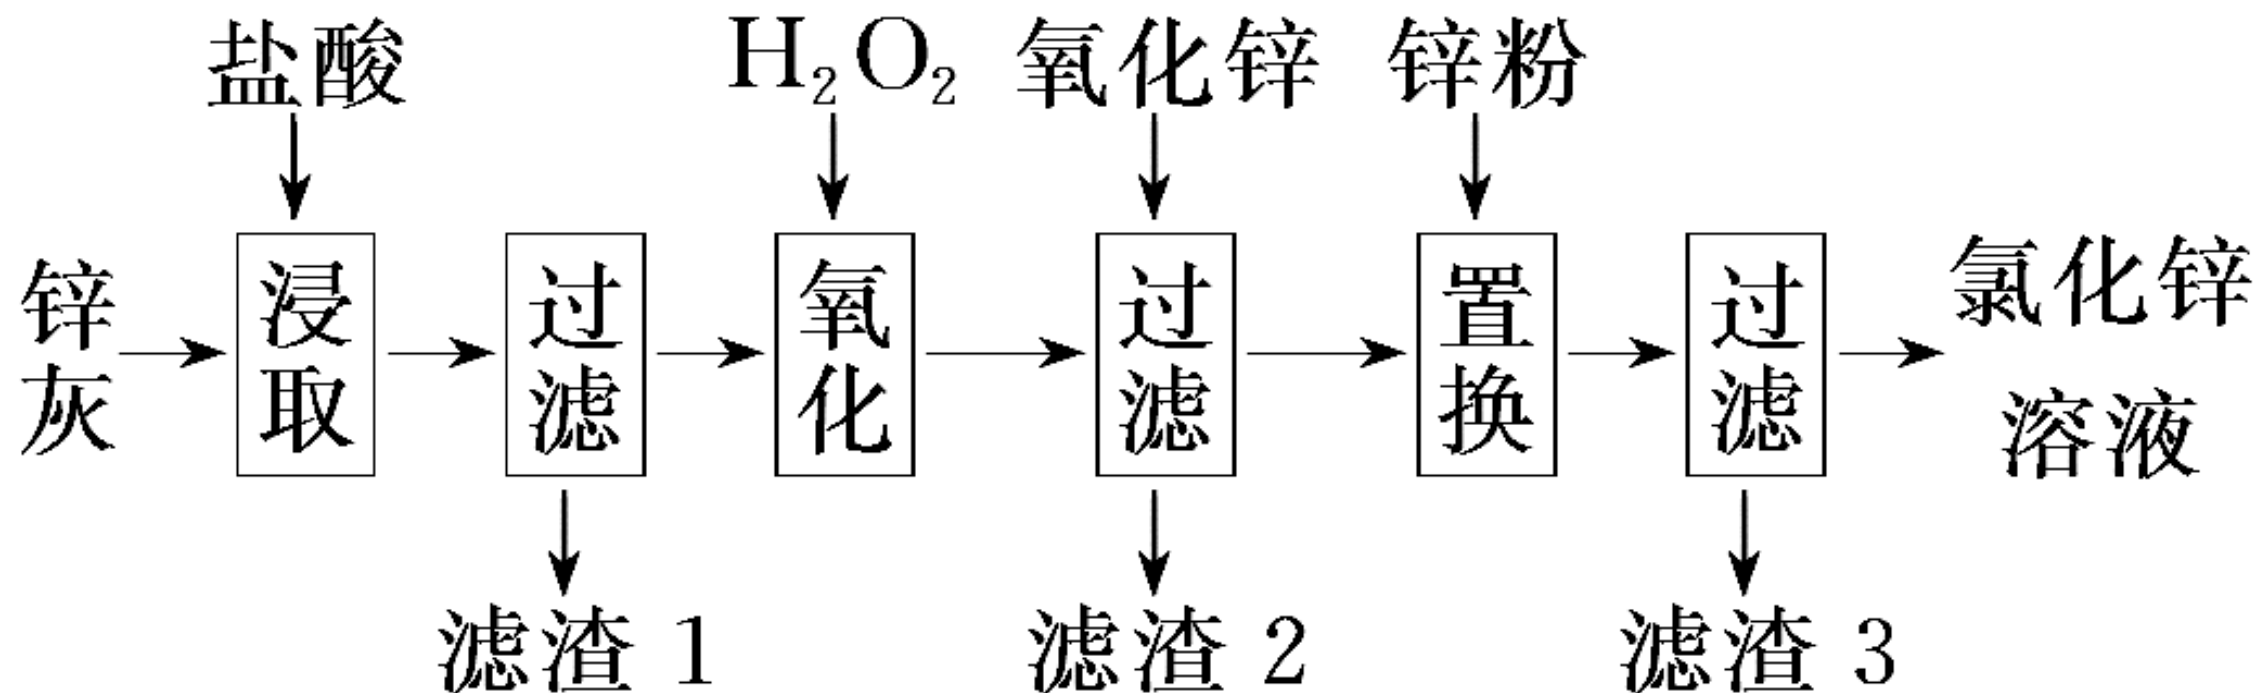 盐酸 H₂O₂ 氧化锌 锌粉
锌灰 浸取 过滤 氧化 过滤 置换 过滤 氯化锌溶液
滤渣 1 滤渣 2 滤渣 3